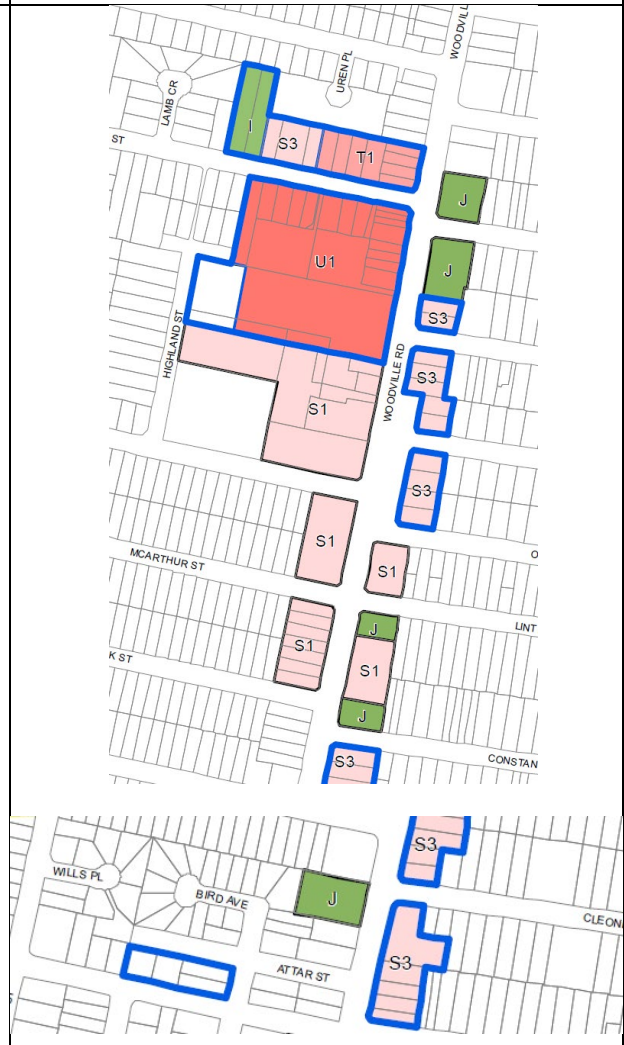 WOODVILL
UREN PL
LAMB CR
I
S3
ST
T1
J
U1
J
S3
HIGHLAND ST
WOODVILLE RD
S3
S1
S3
S1
MCARTHUR ST
S1
O
J
LINT
S1
S1
K ST
J
CONSTAN
S3
S3
WILLS PL
BIRD AVE
J
CLEON
S3
ATTAR ST